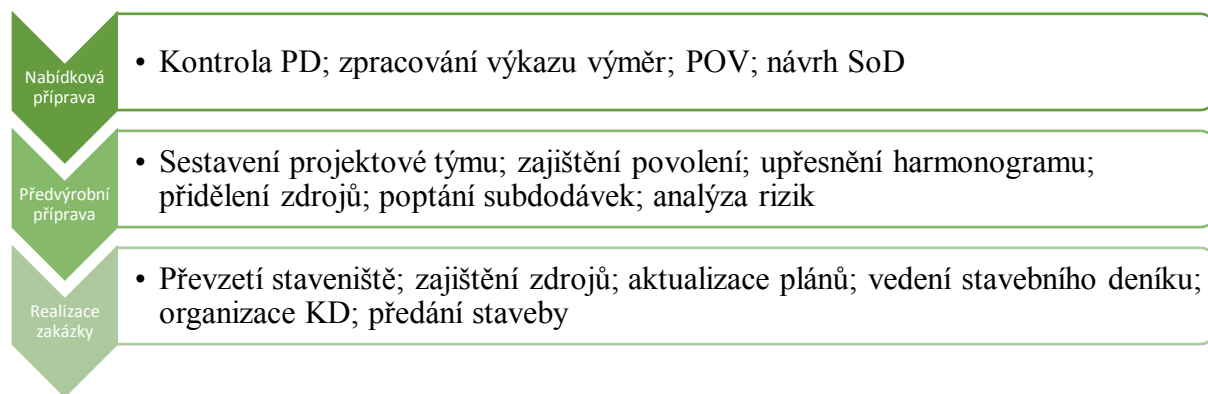 Nabídková
příprava
• Kontrola PD; zpracování výkazu výměr; POV; návrh SoD
Předvýrobní
příprava
• Sestavení projektové týmu; zajištění povolení; upřesnění harmonogramu;
přidělení zdrojů; poptání subdodávek; analýza rizik
Realizace
zakázky
• Převzetí staveniště; zajištění zdrojů; aktualizace plánů; vedení stavebního deníku;
organizace KD; předání staveby